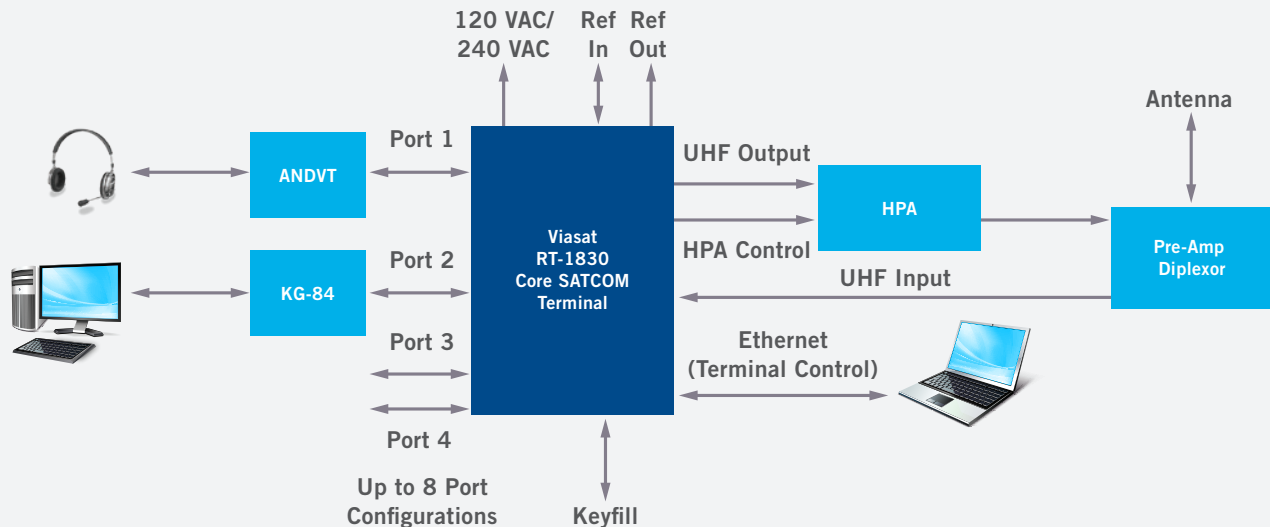 120 VAC/
240 VAC
Ref
In
Ref
Out
Antenna
Port 1
ANDVT
UHF Output
HPA
HPA Control
Pre-Amp
Diplexor
Viasat
RT-1830
Core SATCOM
Terminal
Port 2
KG-84
UHF Input
Port 3
Ethernet
(Terminal Control)
Port 4
Up to 8 Port
Configurations
Keyfill